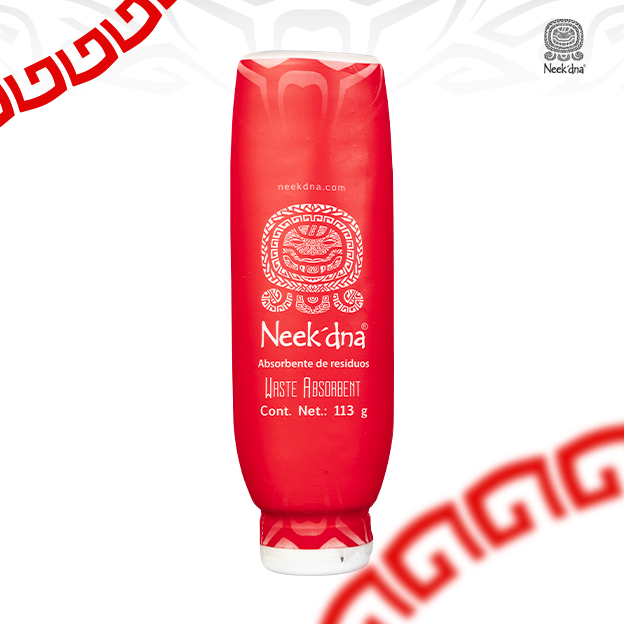 Neek´dna®
neekdna.com
Neek´dna®
Absorbente de residuos
Waste Absorbent
Cont. Net.: 113 g